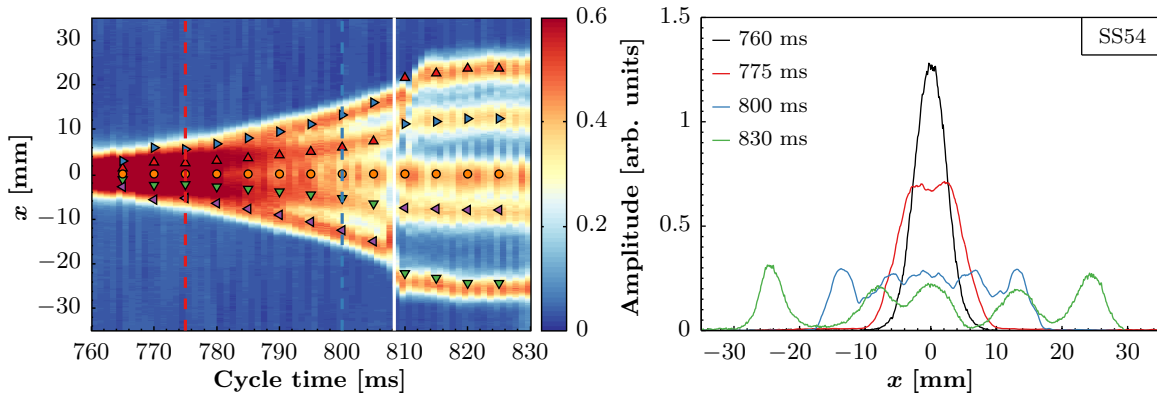 30
20
10
0
−10
−20
−30
x [mm]
760 770 780 790 800 810 820 830
Cycle time [ms]
0.6
0.4
0.2
0
1.5
1
0.5
0
Amplitude [arb. units]
760 ms
775 ms
800 ms
830 ms
SS54
−30 −20 −10 0 10 20 30
x [mm]